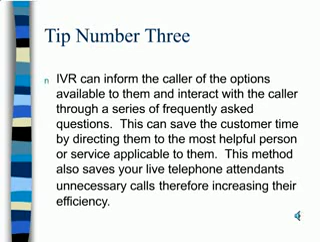 Tip Number Three
IVR can inform the caller of the options
available to them and interact with the caller
through a series of frequently asked
questions.  This can save the customer time
by directing them to the most helpful person
or service applicable to them.  This method
also saves your live telephone attendants
unnecessary calls therefore increasing their
efficiency.